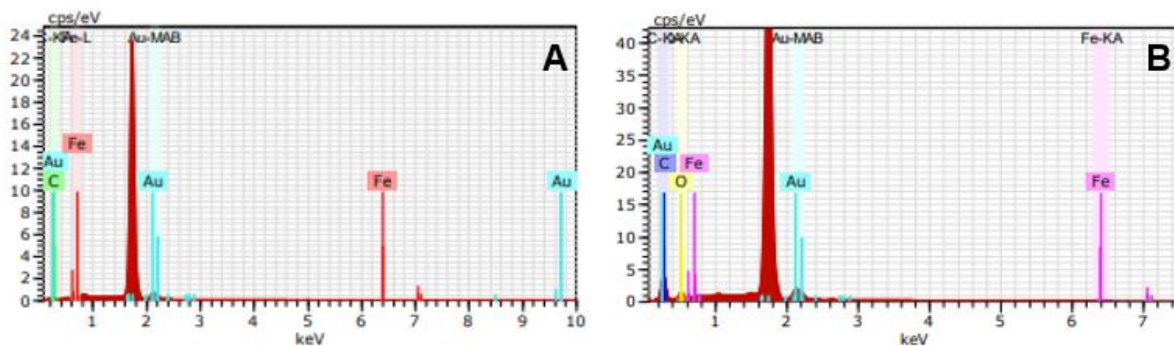 cps/eV
Au-MAB
A
24
22
20
18
16
14
12
10
8
6
4
2
0
Fe
Au
C
Au
Fe
Au
1 2 3 4 5 6 7 8 9 10
keV
cps/eV
Au-MAB Fe-KA
B
40
35
30
25
20
15
10
5
0
Au
C
O
Fe
Au
Fe
1 2 3 4 5 6 7
keV